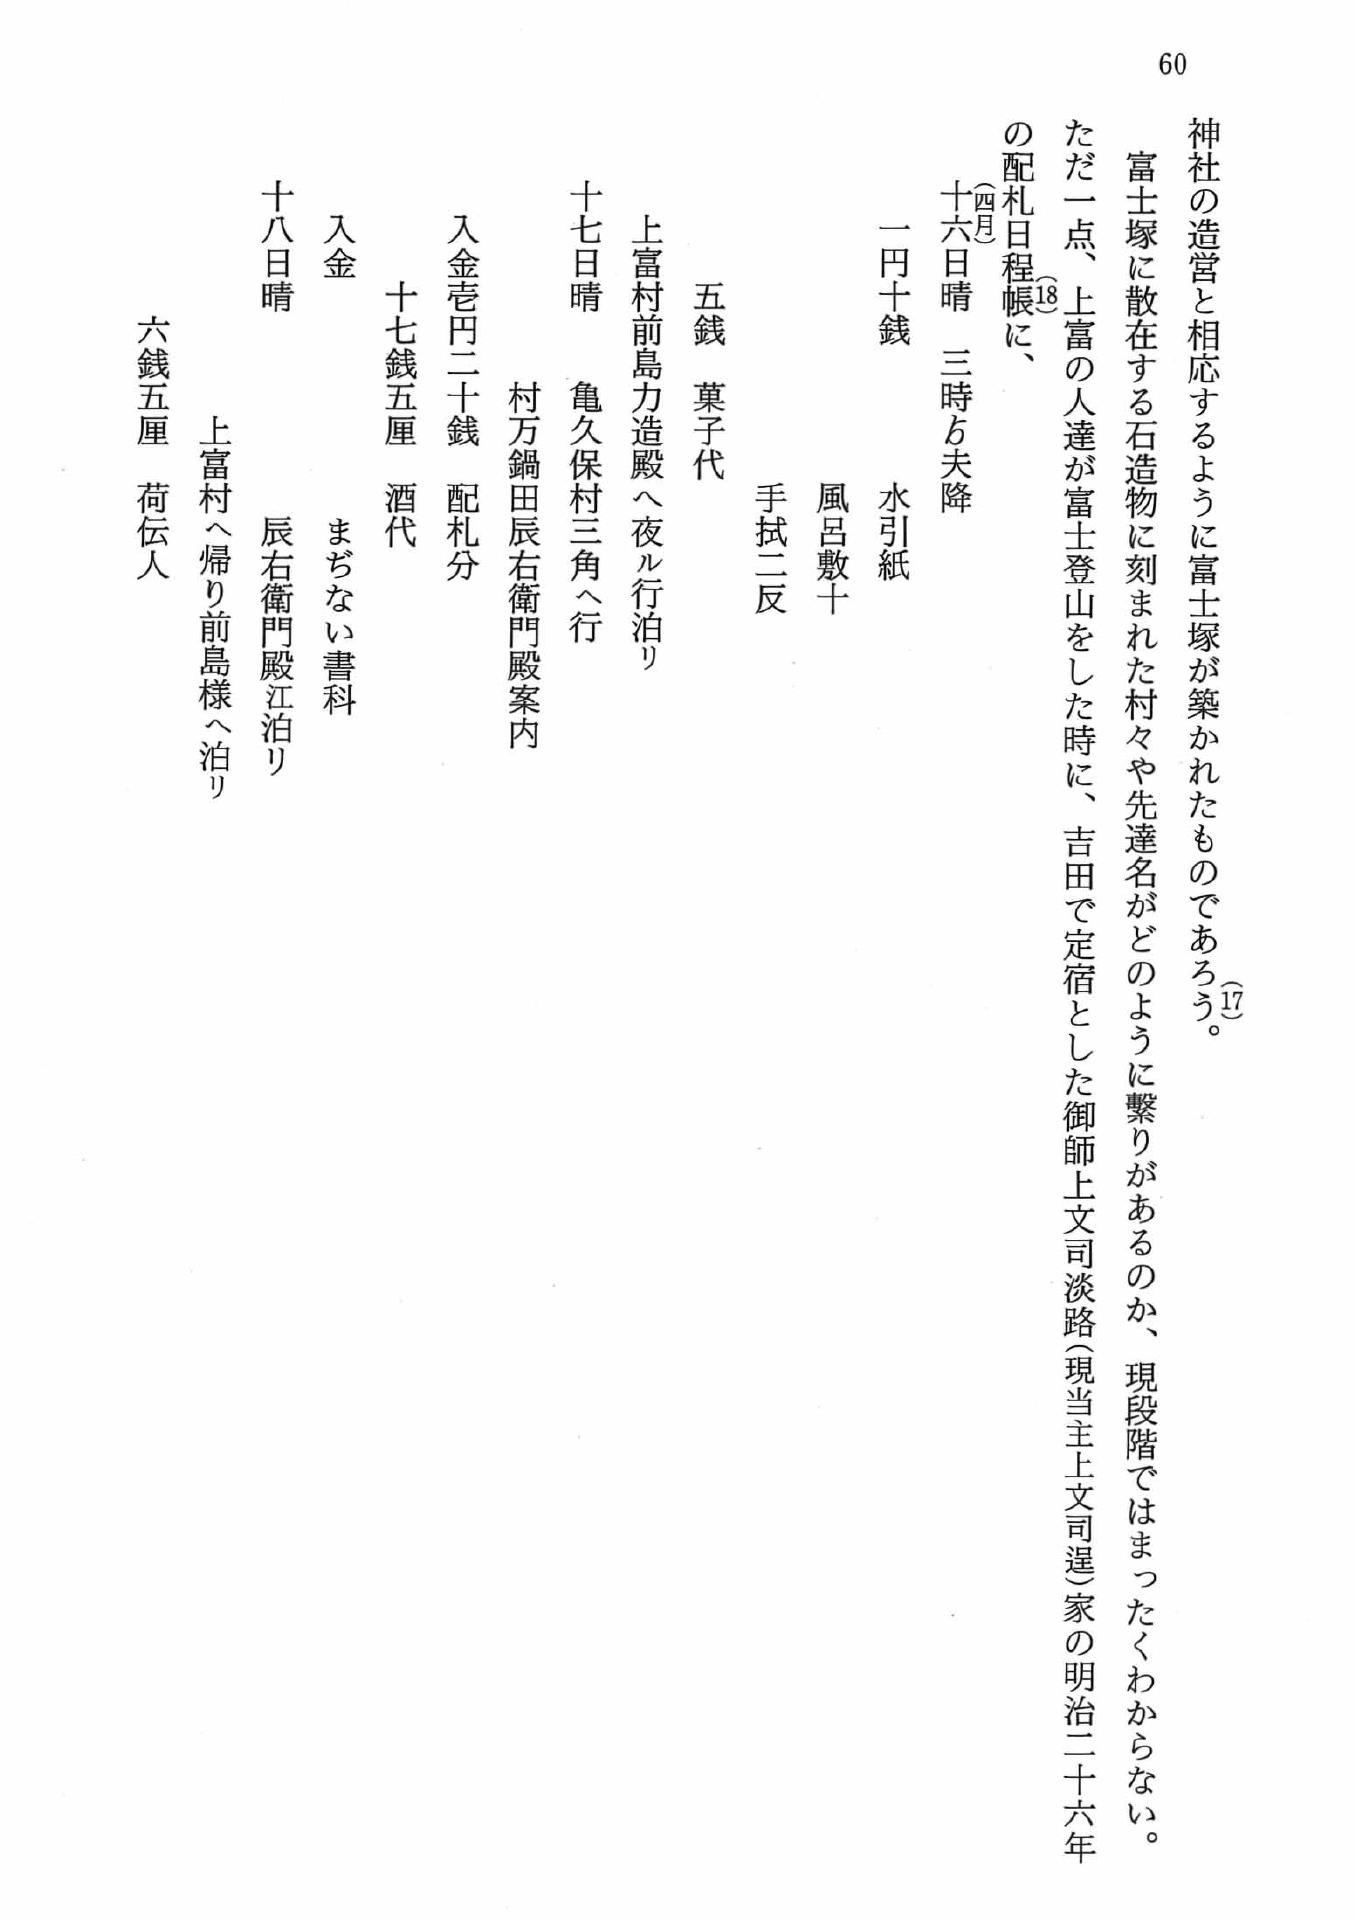 60
神社の造営と相応するように富士塚が築かれたものであろう。(17)
富士塚に散在する石造物に刻まれた村々や先達名がどのように繋りがあるのか、現段階ではまったくわからない。
ただ一点、上富の人達が富士登山をした時に、吉田で定宿とした御師上文司淡路(現当主上文司逞)家の明治二十六年
の配札日程帳(18)に、
(四月)
十六日晴　三時ゟ夫降
一円十銭　　　　水引紙
風呂敷十
手拭二反
五銭　菓子代
上富村前島力造殿へ夜ル行泊リ
十七日晴　　亀久保村三角へ行
村万鍋田辰右衛門殿案内
入金壱円二十銭　配札分
十七銭五厘　酒代
入金　　　　　　　まぢない書科
十八日晴　　　　　　辰右衛門殿江泊リ
上富村へ帰り前島様へ泊リ
六銭五厘　荷伝人